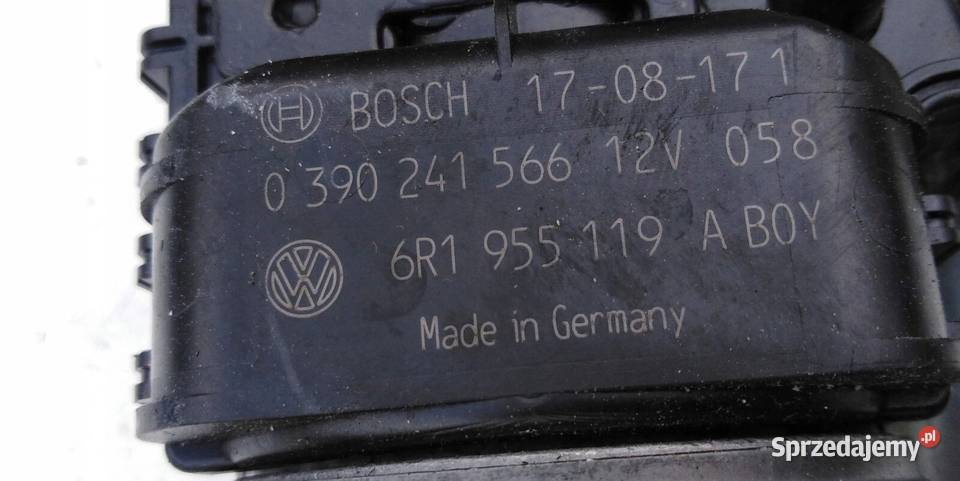 BOSCH 17-08-17 1
0 390 241 566 12V 058
6R1 955 119 A BOY
Made in Germany
Sprzedajemy.pl